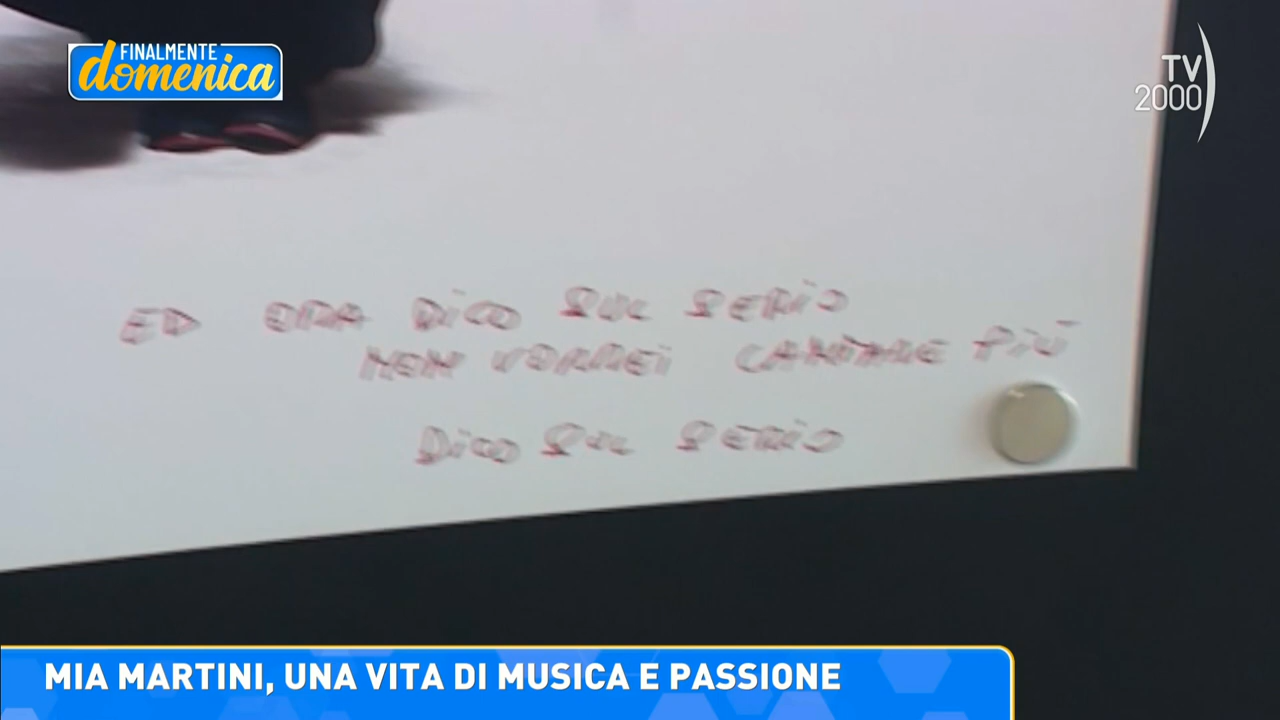 FINALMENTE
domenica
TV
2000
ED ORA DiCO SUL SERiO
NON VORREi CANTARE PiÙ
DiCO SUL SERiO
MIA MARTINI, UNA VITA DI MUSICA E PASSIONE